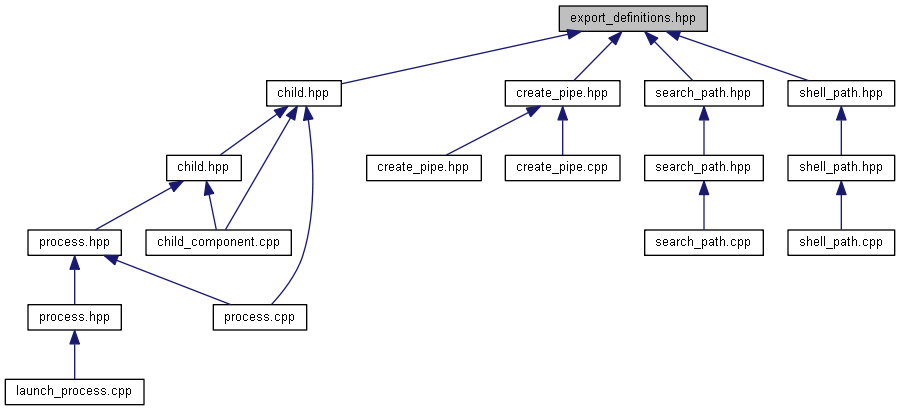 export_definitions.hpp
child.hpp
create_pipe.hpp
search_path.hpp
shell_path.hpp
child.hpp
create_pipe.hpp
create_pipe.cpp
search_path.hpp
shell_path.hpp
process.hpp
child_component.cpp
search_path.cpp
shell_path.cpp
process.hpp
process.cpp
launch_process.cpp